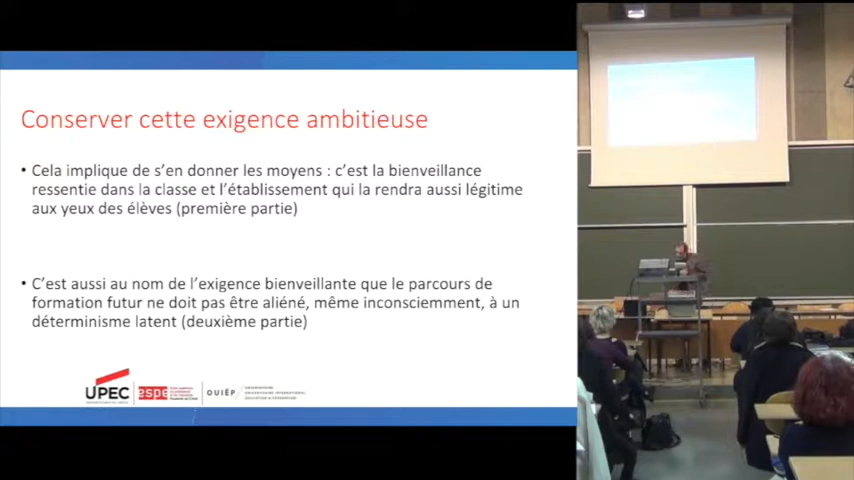 Conserver cette exigence ambitieuse
• Cela implique de s'en donner les moyens : c'est la bienveillance
ressentie dans la classe et l'établissement qui la rendra aussi légitime
aux yeux des élèves (première partie)
• C'est aussi au nom de l'exigence bienveillante que le parcours de
formation futur ne doit pas être aliéné, même inconsciemment, à un
déterminisme latent (deuxième partie)
UPEC
espe
OUIÉP